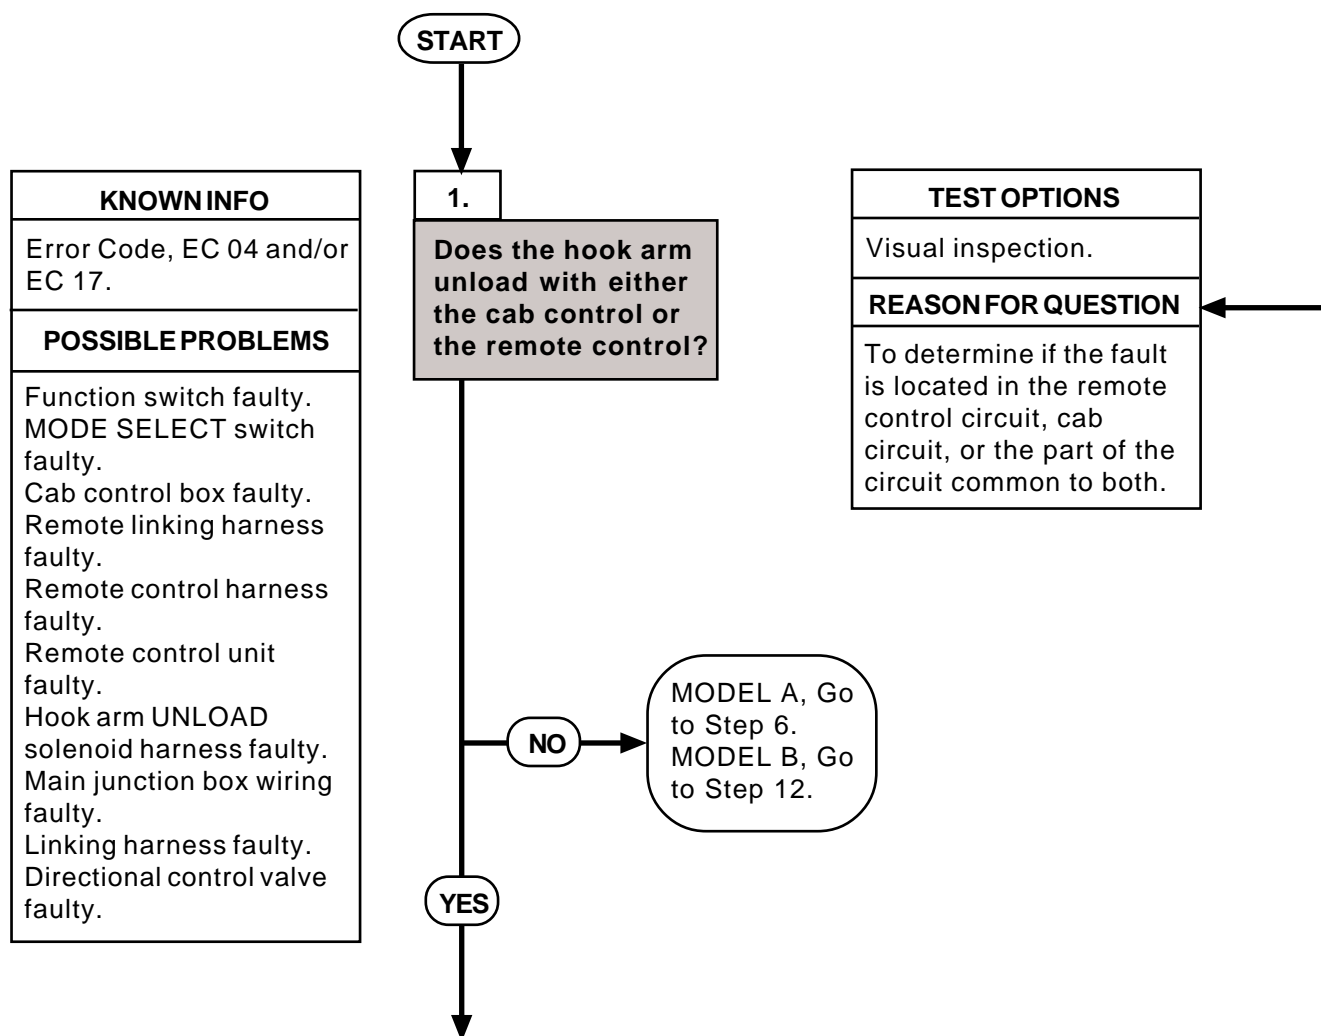 START
KNOWN INFO
Error Code, EC 04 and/or
EC 17.
POSSIBLE PROBLEMS
Function switch faulty.
MODE SELECT switch
faulty.
Cab control box faulty.
Remote linking harness
faulty.
Remote control harness
faulty.
Remote control unit
faulty.
Hook arm UNLOAD
solenoid harness faulty.
Main junction box wiring
faulty.
Linking harness faulty.
Directional control valve
faulty.
1.
Does the hook arm
unload with either
the cab control or
the remote control?
TEST OPTIONS
Visual inspection.
REASON FOR QUESTION
To determine if the fault
is located in the remote
control circuit, cab
circuit, or the part of the
circuit common to both.
NO
MODEL A, Go
to Step 6.
MODEL B, Go
to Step 12.
YES